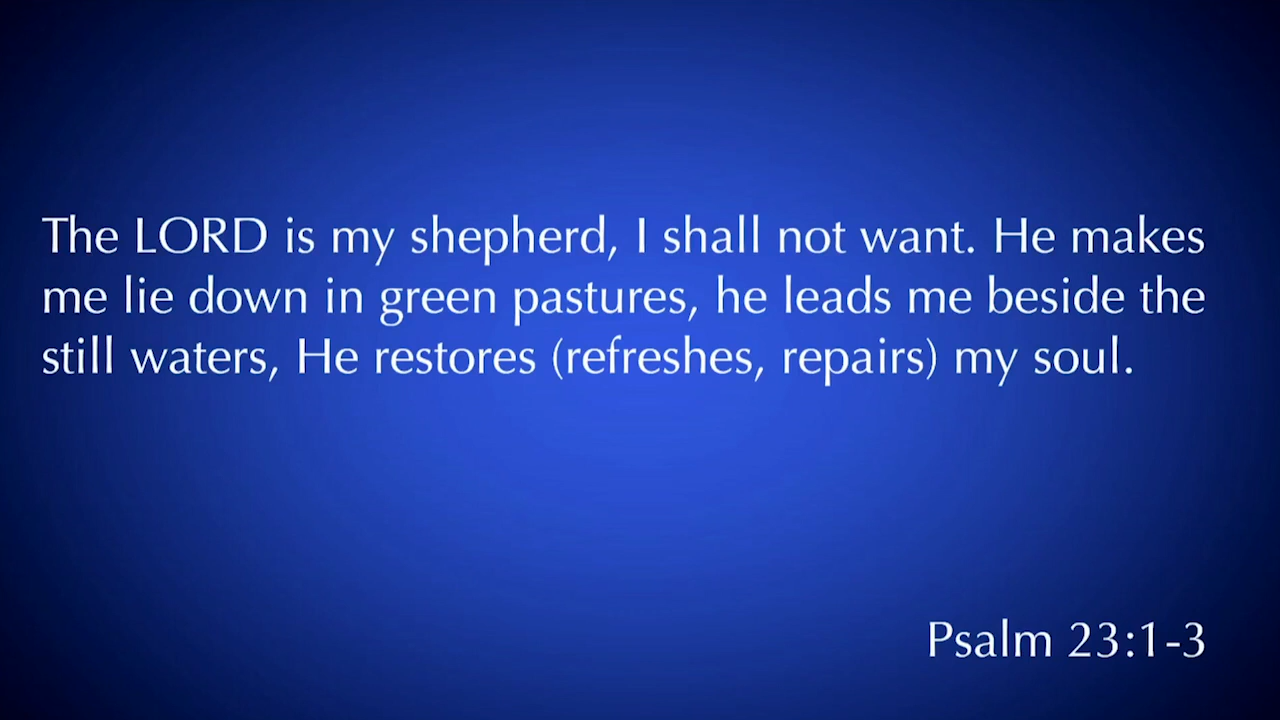 The LORD is my shepherd, I shall not want. He makes
me lie down in green pastures, he leads me beside the
still waters, He restores (refreshes, repairs) my soul.
Psalm 23:1-3